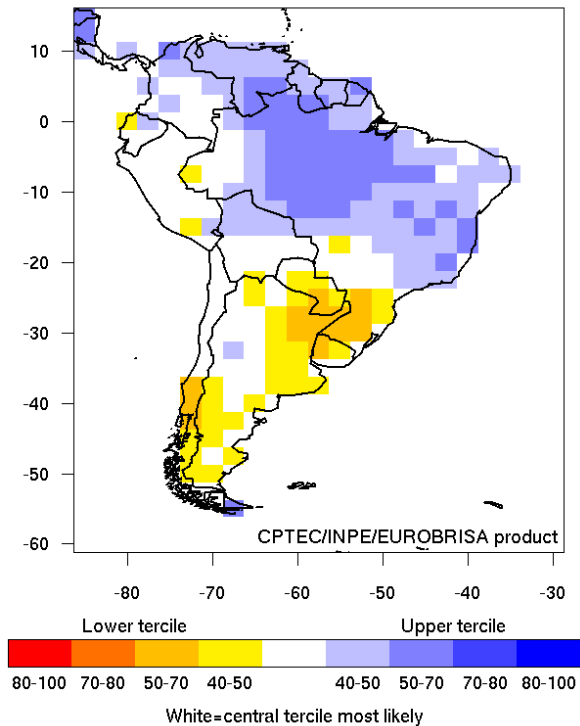 10
0
-10
-20
-30
-40
-50
-60
CPTEC/INPE/EUROBRISA product
-80 -70 -60 -50 -40 -30
Lower tercile Upper tercile
80-100 70-80 50-70 40-50 40-50 50-70 70-80 80-100
White=central tercile most likely